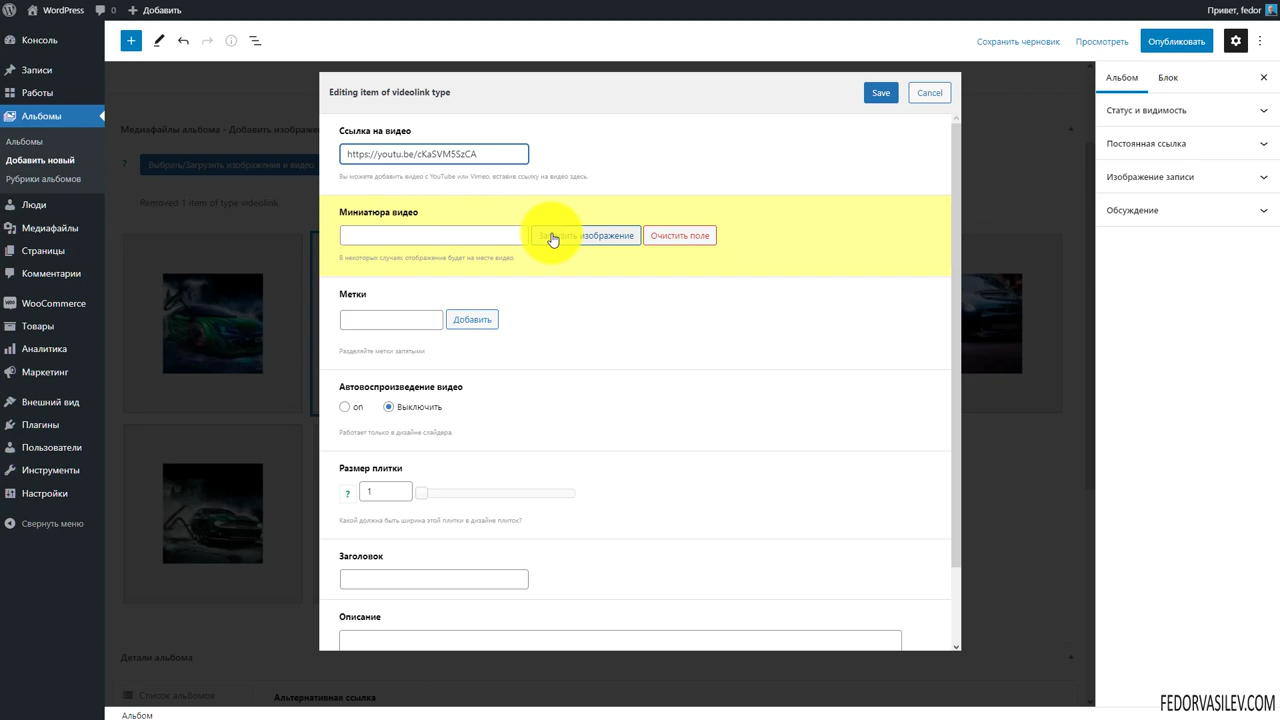 WordPress
0
Добавить
Привет, fedor
Консоль
Записи
Работы
Альбомы
Альбомы
Добавить новый
Рубрики альбомов
Люди
Медиафайлы
Страницы
Комментарии
WooCommerce
Товары
Аналитика
Маркетинг
Внешний вид
Плагины
Пользователи
Инструменты
Настройки
Свернуть меню
Сохранить черновик
Просмотреть
Опубликовать
Медиафайлы альбома - Добавить изображе
?
Выбрать/Загрузить изображения и видео
Removed 1 item of type videolink
Editing item of videolink type
Save
Cancel
Ссылка на видео
https://youtu.be/cKaSVM5SzCA
Вы можете добавить видео с YouTube или Vimeo, вставив ссылку на видео здесь.
Миниатюра видео
Загрузить изображение
Очистить поле
В некоторых случаях отображение будет на месте видео.
Метки
Добавить
Разделяйте метки запятыми
Автовоспроизведение видео
on
Выключить
Работает только в дизайне слайдера.
Размер плитки
?
1
Какой должна быть ширина этой плитки в дизайне плиток?
Заголовок
Описание
Альбом
Блок
Статус и видимость
Постоянная ссылка
Изображение записи
Обсуждение
Детали альбома
Список альбомов
Альтернативная ссылка
Альбом
FEDORVASILEV.COM